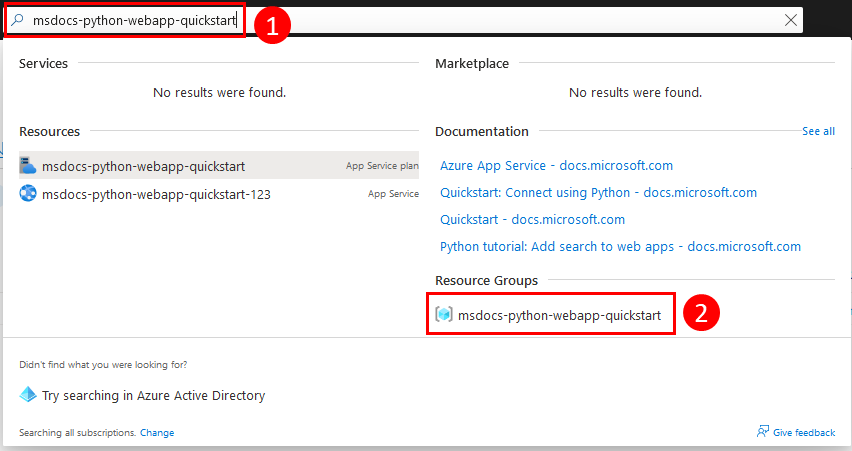 msdocs-python-webapp-quickstart
1
Services
No results were found.
Resources
msdocs-python-webapp-quickstart App Service plan
msdocs-python-webapp-quickstart-123 App Service
Marketplace
No results were found.
Documentation See all
Azure App Service - docs.microsoft.com
Quickstart: Connect using Python - docs.microsoft.com
Quickstart - docs.microsoft.com
Python tutorial: Add search to web apps - docs.microsoft.com
Resource Groups
msdocs-python-webapp-quickstart
2
Didn't find what you were looking for?
Try searching in Azure Active Directory
Searching all subscriptions. Change
Give feedback